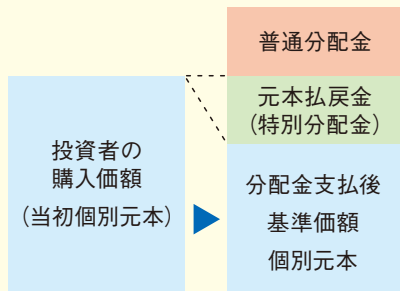 普通分配金
元本払戻金
（特別分配金）
投資者の
購入価額
（当初個別元本）
分配金支払後
基準価額
個別元本